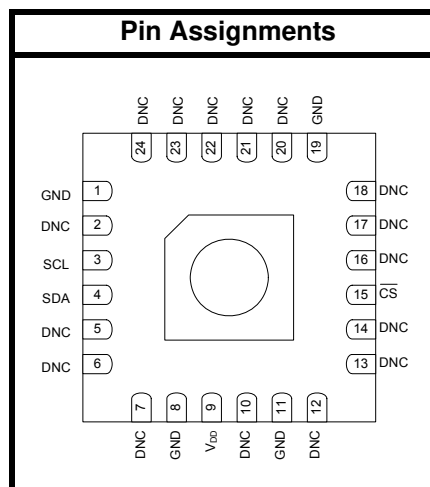 Pin Assignments
DNC DNC DNC DNC DNC GND
24 23 22 21 20 19
GND 1 18 DNC
DNC 2 17 DNC
SCL 3 16 DNC
SDA 4 15 CS
DNC 5 14 DNC
DNC 6 13 DNC
7 8 9 10 11 12
DNC GND VDD DNC GND DNC